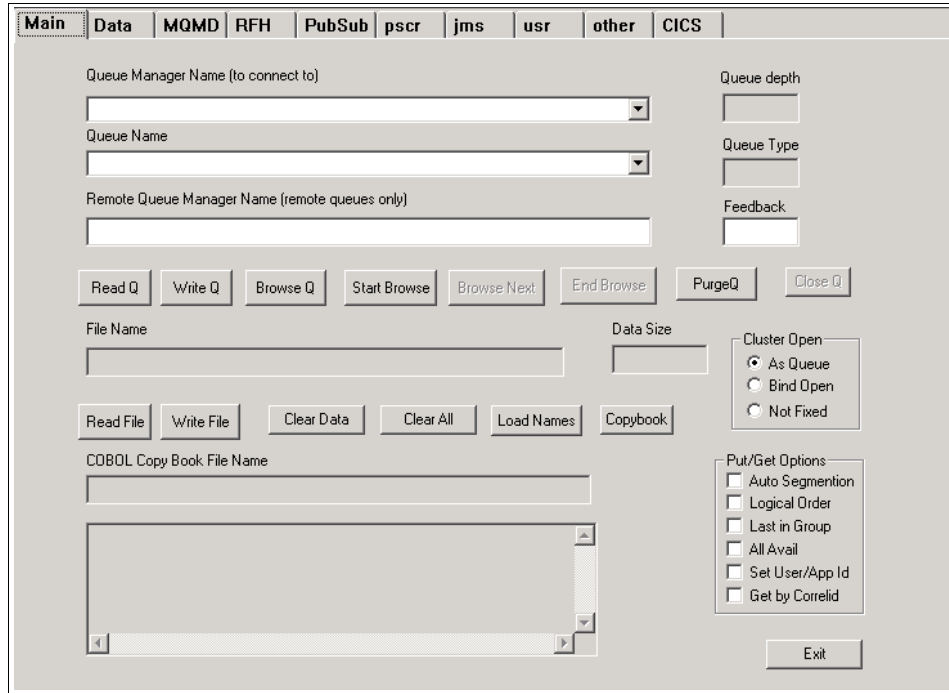 Main Data MQMD RFH PubSub pscr jms usr other CICS
Queue Manager Name (to connect to)
Queue depth
Queue Name
Queue Type
Remote Queue Manager Name (remote queues only)
Feedback
Read Q Write Q Browse Q Start Browse Browse Next End Browse PurgeQ Close Q
File Name
Data Size
Cluster Open
As Queue
Bind Open
Not Fixed
Read File Write File Clear Data Clear All Load Names Copybook
COBOL Copy Book File Name
Put/Get Options
Auto Segmention
Logical Order
Last in Group
All Avail
Set User/App Id
Get by Correlid
Exit